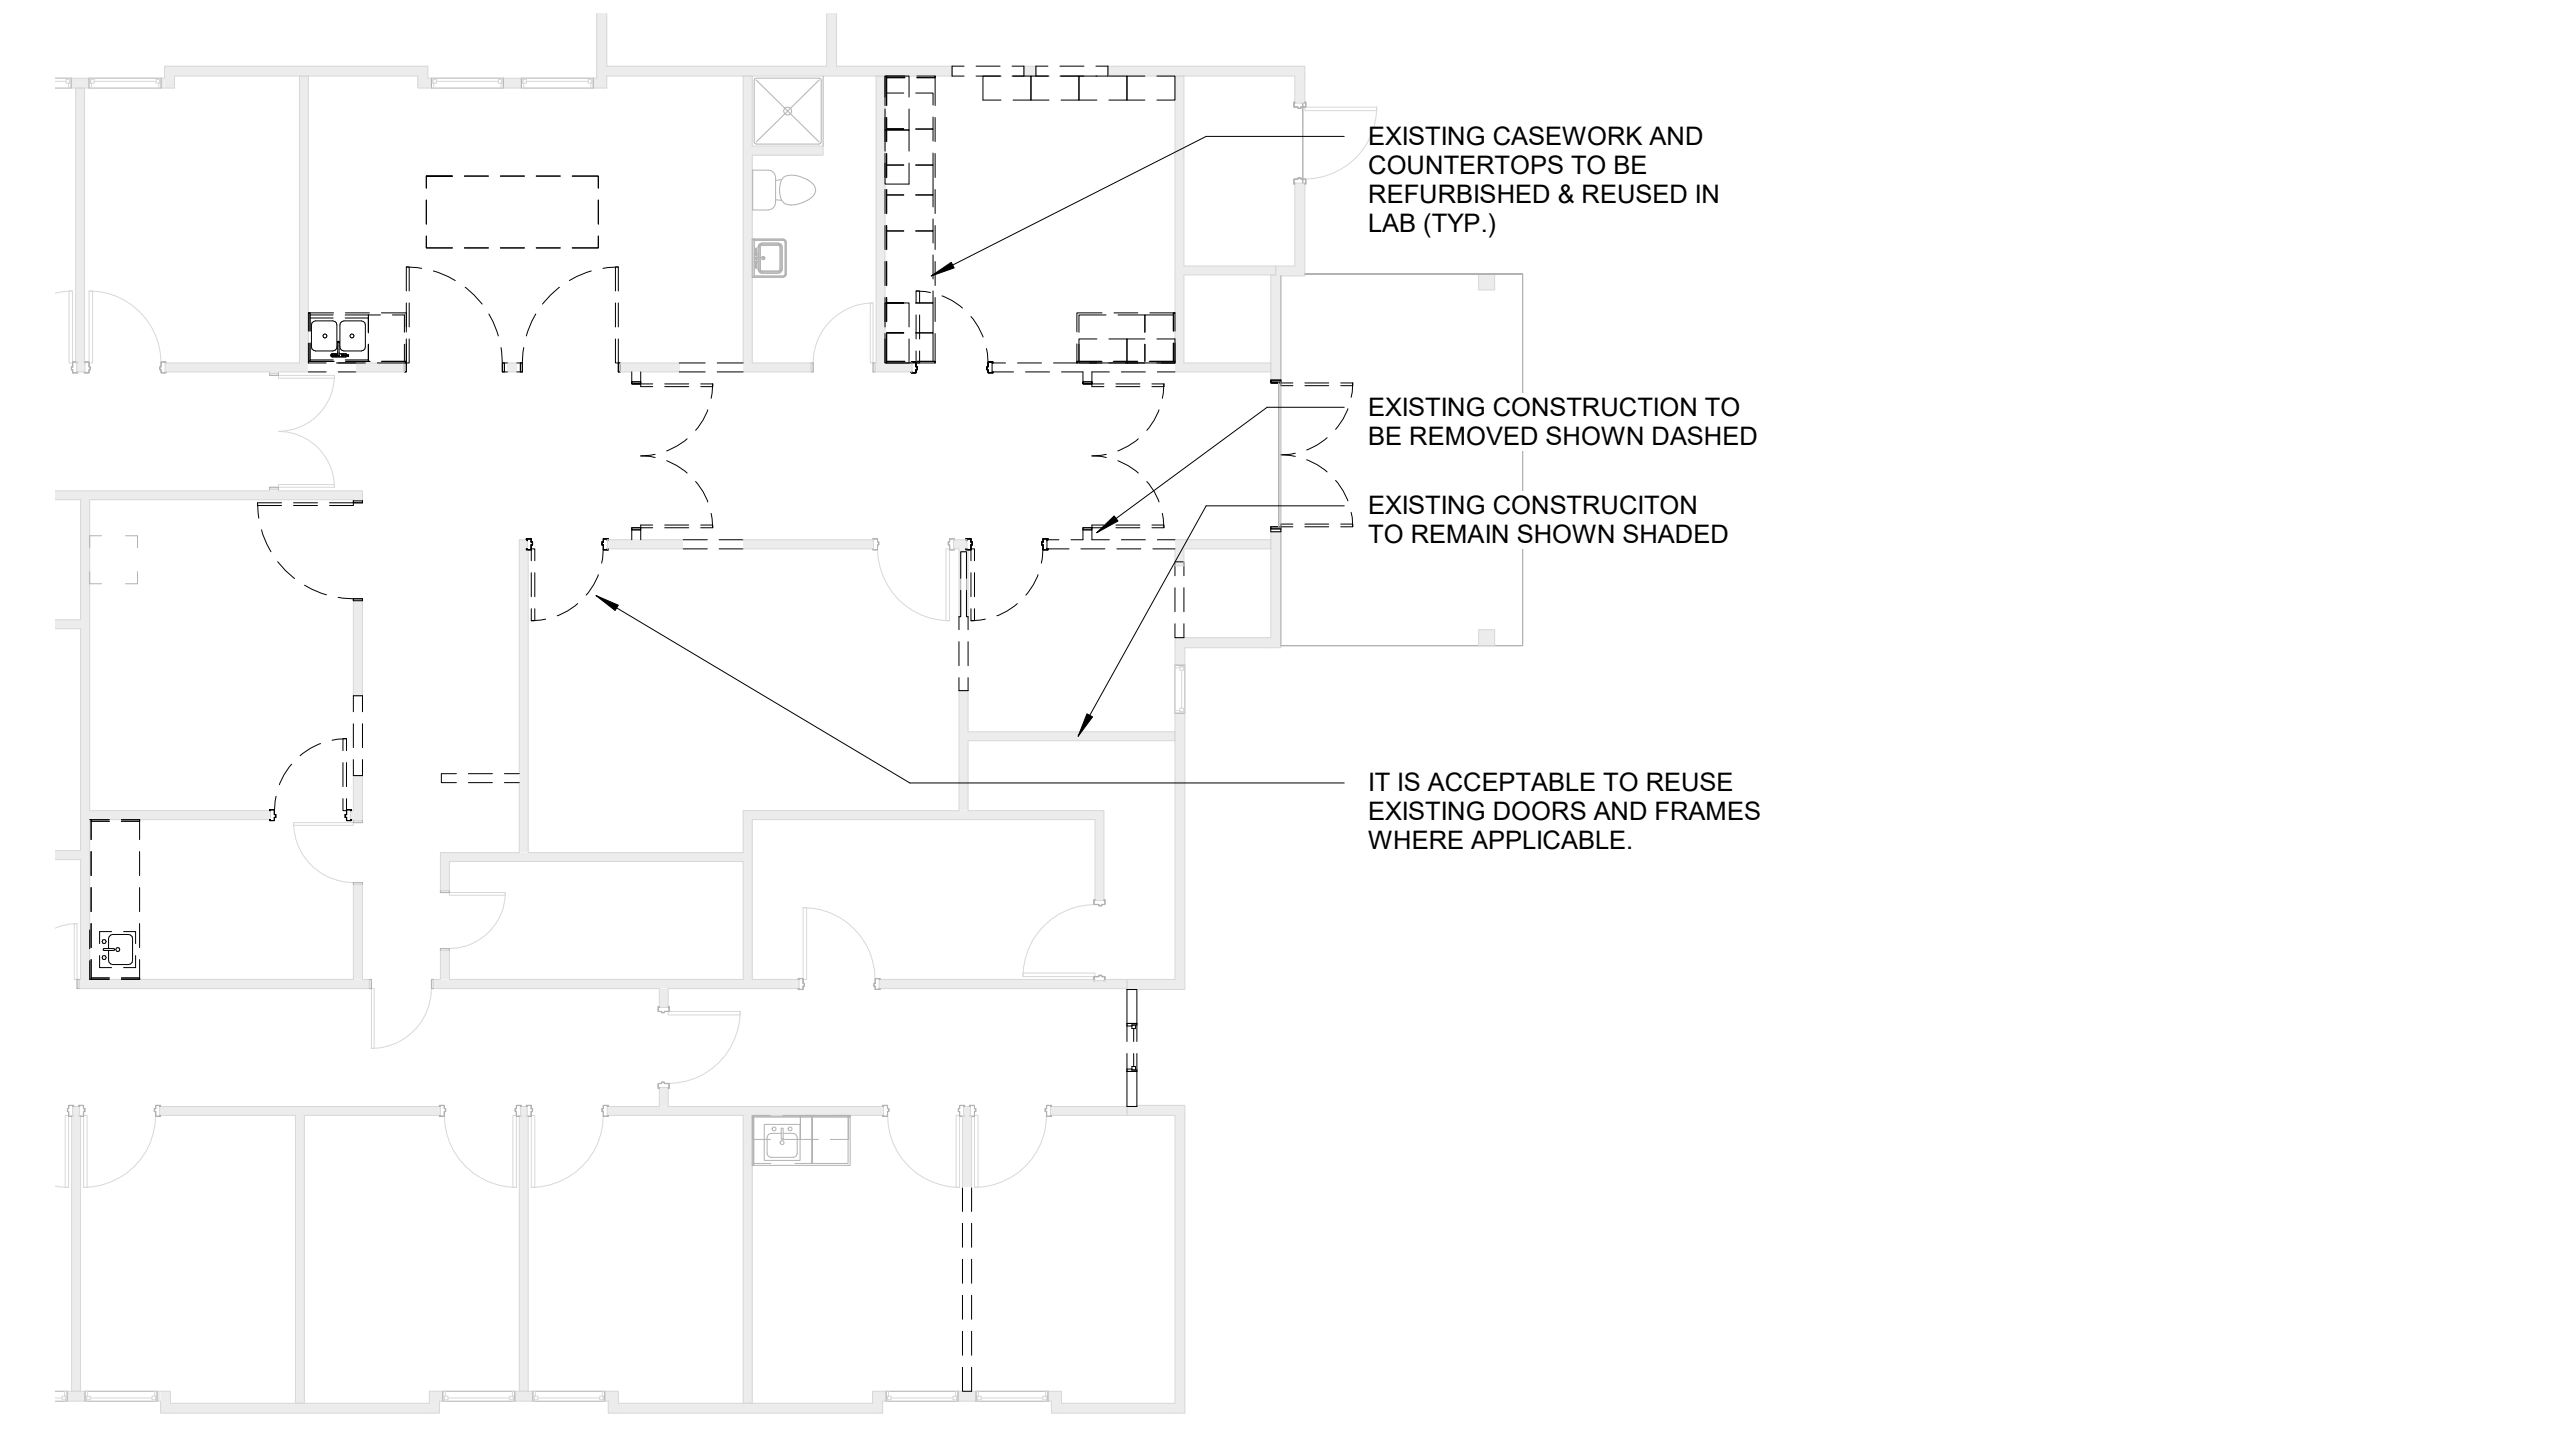 EXISTING CASEWORK AND
COUNTERTOPS TO BE
REFURBISHED & REUSED IN
LAB (TYP.)
EXISTING CONSTRUCTION TO
BE REMOVED SHOWN DASHED
EXISTING CONSTRUCITON
TO REMAIN SHOWN SHADED
IT IS ACCEPTABLE TO REUSE
EXISTING DOORS AND FRAMES
WHERE APPLICABLE.